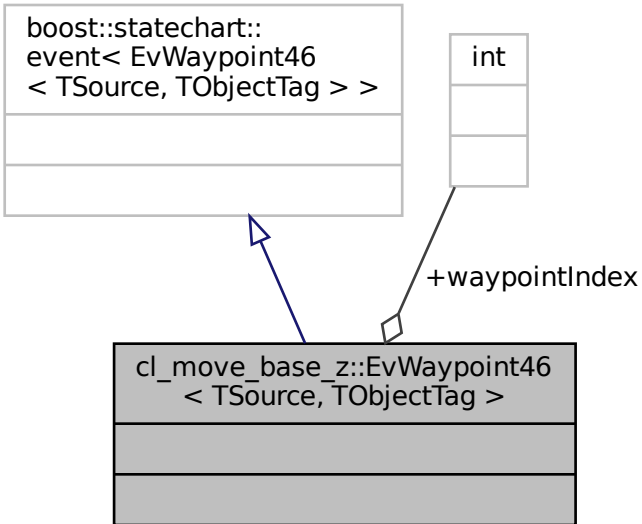 boost::statechart::
event< EvWaypoint46
< TSource, TObjectTag > >
int
+waypointIndex
cl_move_base_z::EvWaypoint46
< TSource, TObjectTag >